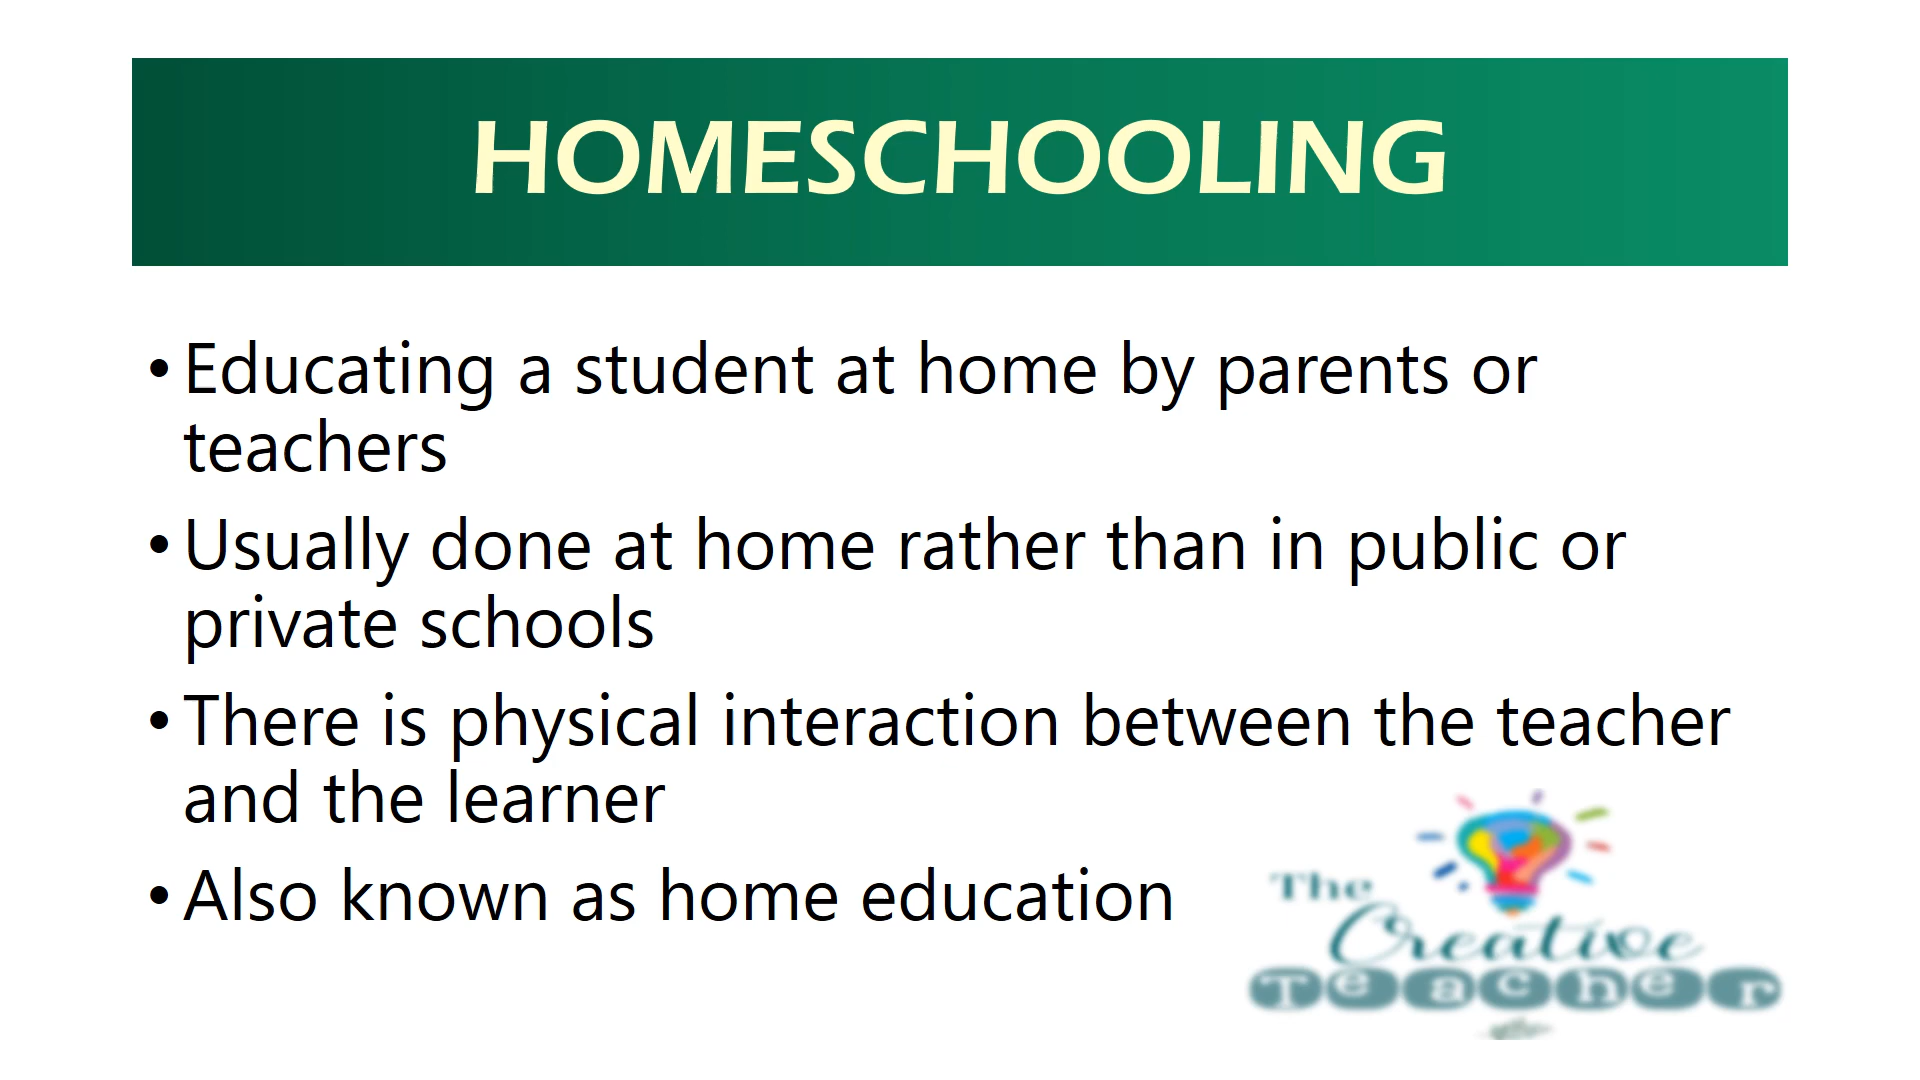 HOMESCHOOLING
• Educating a student at home by parents or
teachers
• Usually done at home rather than in public or
private schools
• There is physical interaction between the teacher
and the learner
• Also known as home education
The
Creative
Teacher